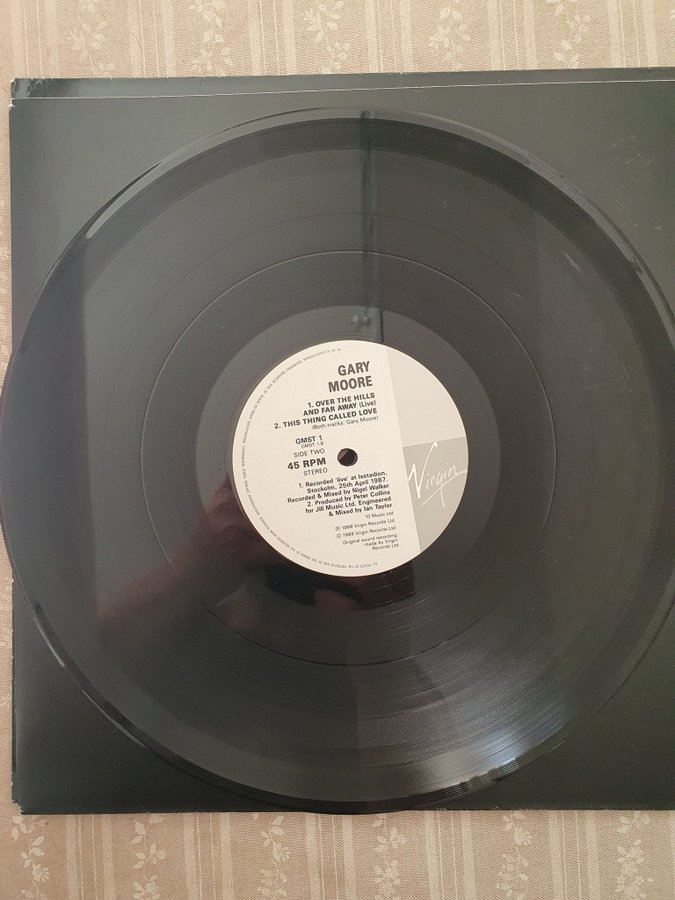 GARY
MOORE
1. OVER THE HILLS
AND FAR AWAY (Live)
2. THIS THING CALLED LOVE
(Both tracks: Gary Moore)
GMST 1
SIDE TWO
45 RPM
STEREO
1. Recorded 'live' at Isstadion,
Stockolm, 25th April 1987.
Recorded & Mixed by Nigel Walker
2. Produced by Peter Collins
for Jill Music Ltd. Engineered
& Mixed by Ian Taylor
10 Music Ltd.
Virgin Records Ltd
Virgin Records Ltd
Original sound recording
made by Virgin
Records Ltd
Virgin